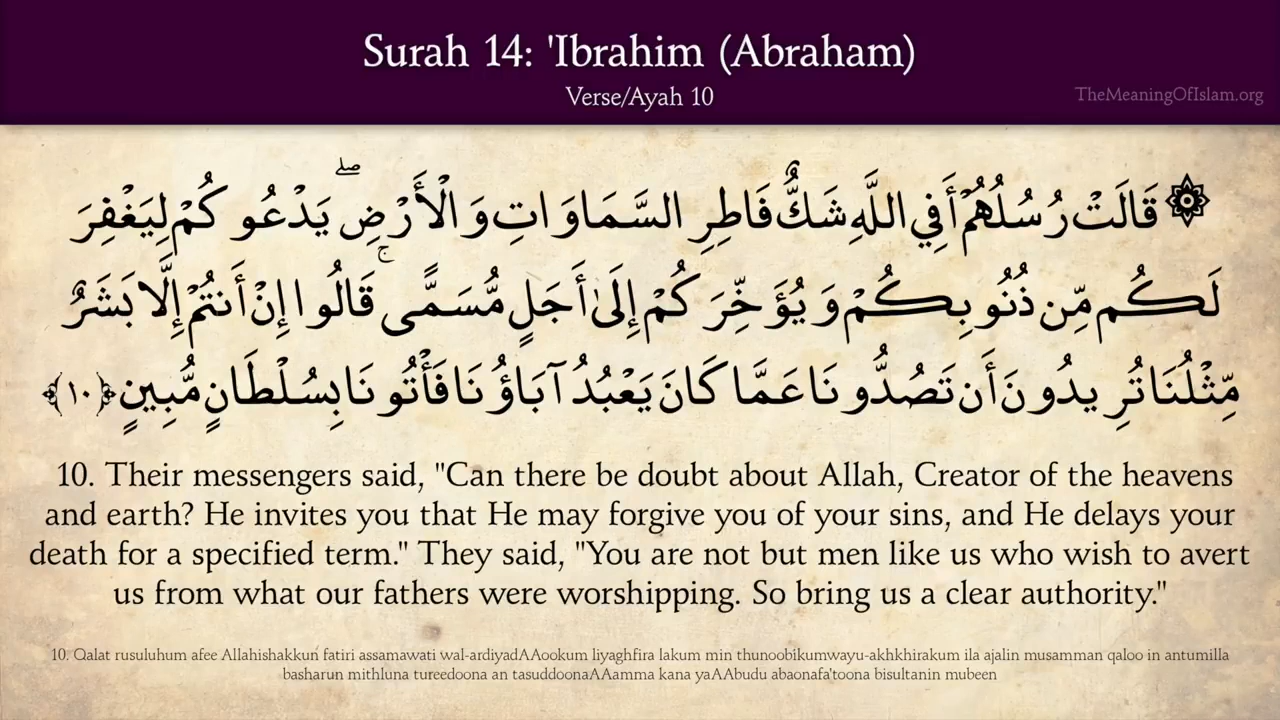 Surah 14: 'Ibrahim (Abraham)
Verse/Ayah 10
TheMeaningOfIslam.org
۞ قَالَتْ رُسُلُهُمْ أَفِي اللَّهِ شَكٌّ فَاطِرِ السَّمَاوَاتِ وَالْأَرْضِ ۖ يَدْعُوكُمْ لِيَغْفِرَ
لَكُم مِّن ذُنُوبِكُمْ وَيُؤَخِّرَكُمْ إِلَىٰ أَجَلٍ مُّسَمًّى ۚ قَالُوا إِنْ أَنتُمْ إِلَّا بَشَرٌ
مِّثْلُنَا تُرِيدُونَ أَن تَصُدُّونَا عَمَّا كَانَ يَعْبُدُ آبَاؤُنَا فَأْتُونَا بِسُلْطَانٍ مُّبِينٍ ﴿١٠﴾
10. Their messengers said, "Can there be doubt about Allah, Creator of the heavens
and earth? He invites you that He may forgive you of your sins, and He delays your
death for a specified term." They said, "You are not but men like us who wish to avert
us from what our fathers were worshipping. So bring us a clear authority."
10. Qalat rusuluhum afee Allahishakkun fatiri assamawati wal-ardiyadAAookum liyaghfira lakum min thunoobikumwayu-akhkhirakum ila ajalin musamman qaloo in antumilla
basharun mithluna tureedoona an tasuddoonaAAamma kana yaAAbudu abaonafa'toona bisultanin mubeen